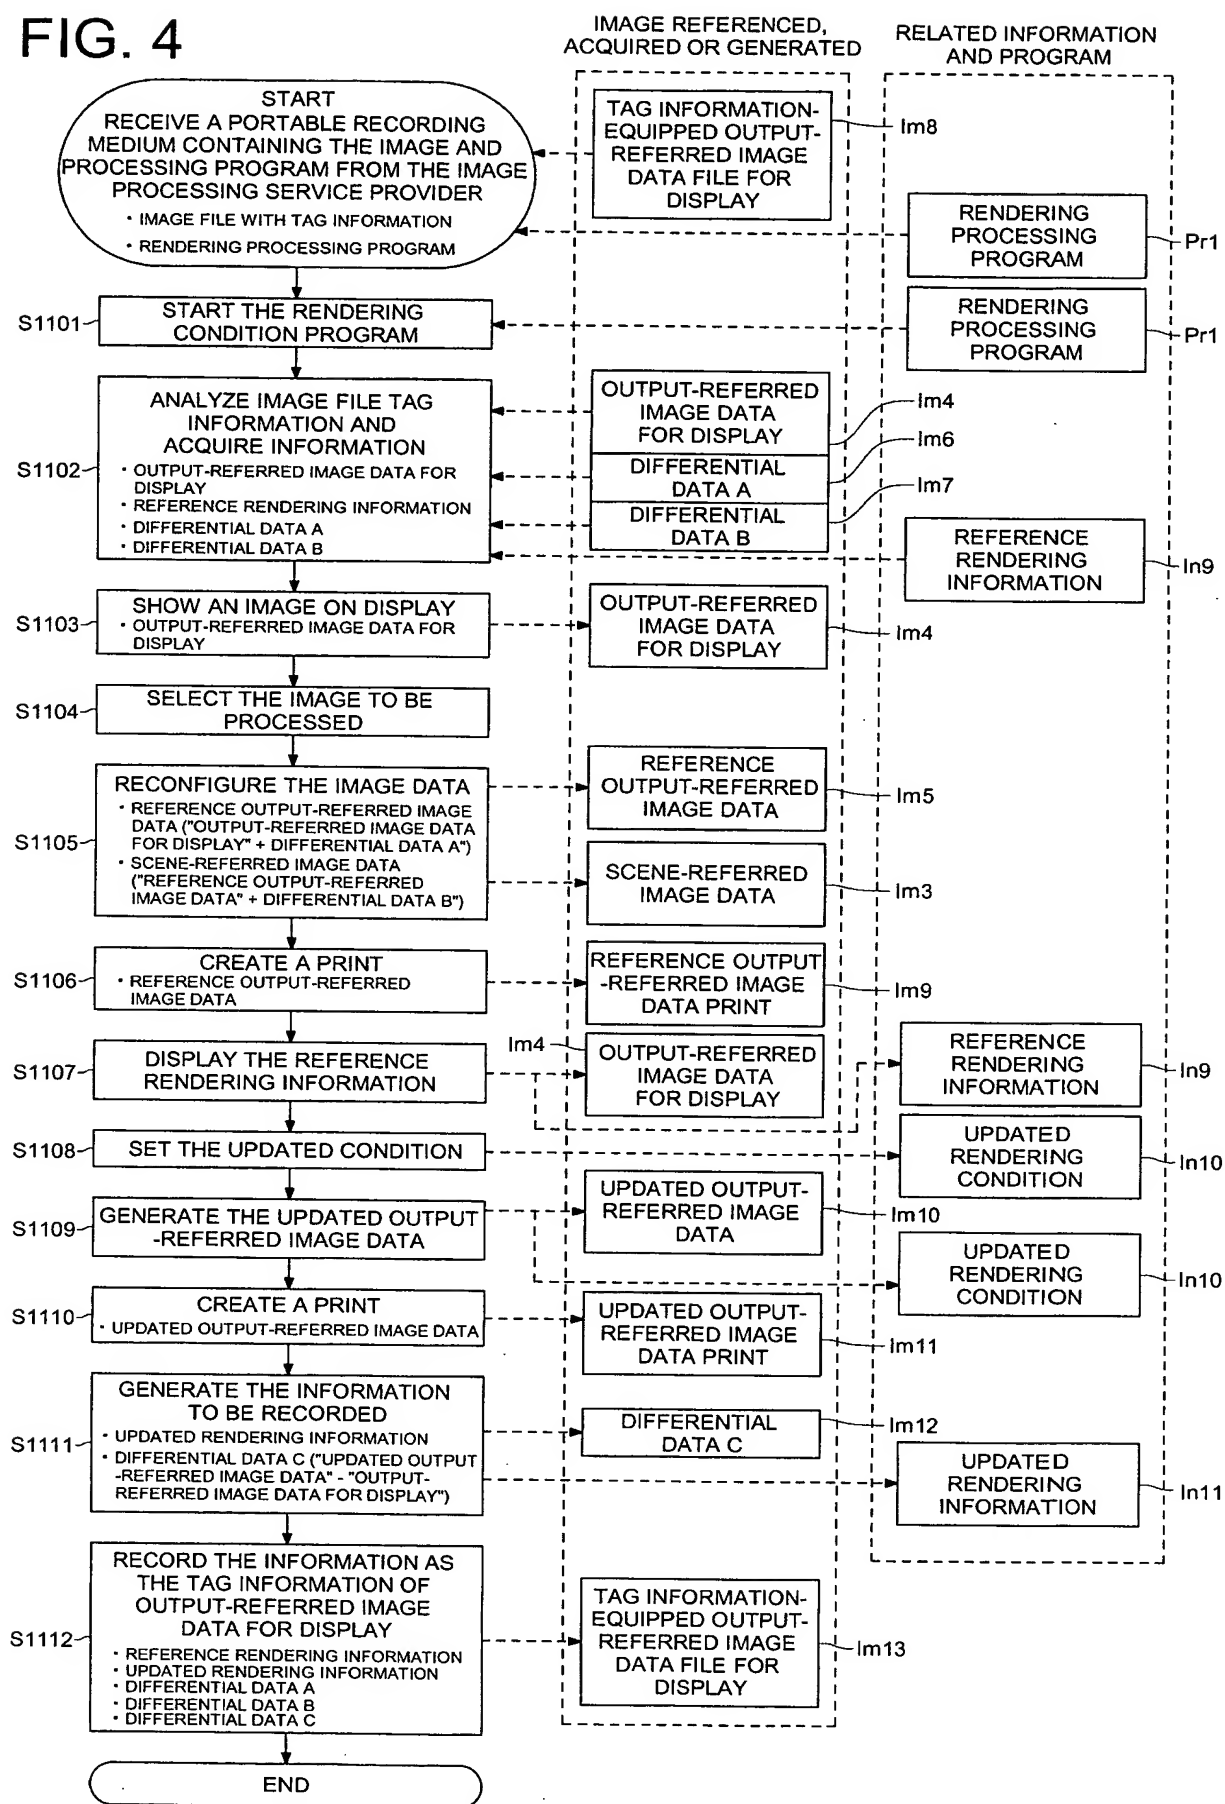 FIG. 4
IMAGE REFERENCED,
ACQUIRED OR GENERATED
RELATED INFORMATION
AND PROGRAM
START
RECEIVE A PORTABLE RECORDING
MEDIUM CONTAINING THE IMAGE AND
PROCESSING PROGRAM FROM THE IMAGE
PROCESSING SERVICE PROVIDER
· IMAGE FILE WITH TAG INFORMATION
· RENDERING PROCESSING PROGRAM
TAG INFORMATION-
EQUIPPED OUTPUT-
REFERRED IMAGE
DATA FILE FOR
DISPLAY
Im8
RENDERING
PROCESSING
PROGRAM
Pr1
S1101
START THE RENDERING
CONDITION PROGRAM
RENDERING
PROCESSING
PROGRAM
Pr1
S1102
ANALYZE IMAGE FILE TAG
INFORMATION AND
ACQUIRE INFORMATION
· OUTPUT-REFERRED IMAGE DATA FOR
DISPLAY
· REFERENCE RENDERING INFORMATION
· DIFFERENTIAL DATA A
· DIFFERENTIAL DATA B
OUTPUT-REFERRED
IMAGE DATA
FOR DISPLAY
Im4
DIFFERENTIAL
DATA A
Im6
DIFFERENTIAL
DATA B
Im7
REFERENCE
RENDERING
INFORMATION
In9
S1103
SHOW AN IMAGE ON DISPLAY
· OUTPUT-REFERRED IMAGE DATA FOR
DISPLAY
OUTPUT-REFERRED
IMAGE DATA
FOR DISPLAY
Im4
S1104
SELECT THE IMAGE TO BE
PROCESSED
S1105
RECONFIGURE THE IMAGE DATA
· REFERENCE OUTPUT-REFERRED IMAGE
DATA ("OUTPUT-REFERRED IMAGE DATA
FOR DISPLAY" + DIFFERENTIAL DATA A")
· SCENE-REFERRED IMAGE DATA
("REFERENCE OUTPUT-REFERRED
IMAGE DATA" + DIFFERENTIAL DATA B")
REFERENCE
OUTPUT-REFERRED
IMAGE DATA
Im5
SCENE-REFERRED
IMAGE DATA
Im3
S1106
CREATE A PRINT
· REFERENCE OUTPUT-REFERRED
IMAGE DATA
REFERENCE OUTPUT
-REFERRED IMAGE
DATA PRINT
Im9
S1107
DISPLAY THE REFERENCE
RENDERING INFORMATION
Im4
OUTPUT-REFERRED
IMAGE DATA
FOR DISPLAY
REFERENCE
RENDERING
INFORMATION
In9
S1108
SET THE UPDATED CONDITION
UPDATED
RENDERING
CONDITION
In10
S1109
GENERATE THE UPDATED OUTPUT
-REFERRED IMAGE DATA
UPDATED OUTPUT-
REFERRED IMAGE
DATA
Im10
UPDATED
RENDERING
CONDITION
In10
S1110
CREATE A PRINT
· UPDATED OUTPUT-REFERRED IMAGE DATA
UPDATED OUTPUT-
REFERRED IMAGE
DATA PRINT
Im11
S1111
GENERATE THE INFORMATION
TO BE RECORDED
· UPDATED RENDERING INFORMATION
· DIFFERENTIAL DATA C ("UPDATED OUTPUT
-REFERRED IMAGE DATA" - "OUTPUT-
REFERRED IMAGE DATA FOR DISPLAY")
DIFFERENTIAL
DATA C
Im12
UPDATED
RENDERING
INFORMATION
In11
S1112
RECORD THE INFORMATION AS
THE TAG INFORMATION OF
OUTPUT-REFERRED IMAGE
DATA FOR DISPLAY
· REFERENCE RENDERING INFORMATION
· UPDATED RENDERING INFORMATION
· DIFFERENTIAL DATA A
· DIFFERENTIAL DATA B
· DIFFERENTIAL DATA C
TAG INFORMATION-
EQUIPPED OUTPUT-
REFERRED IMAGE
DATA FILE FOR
DISPLAY
Im13
END